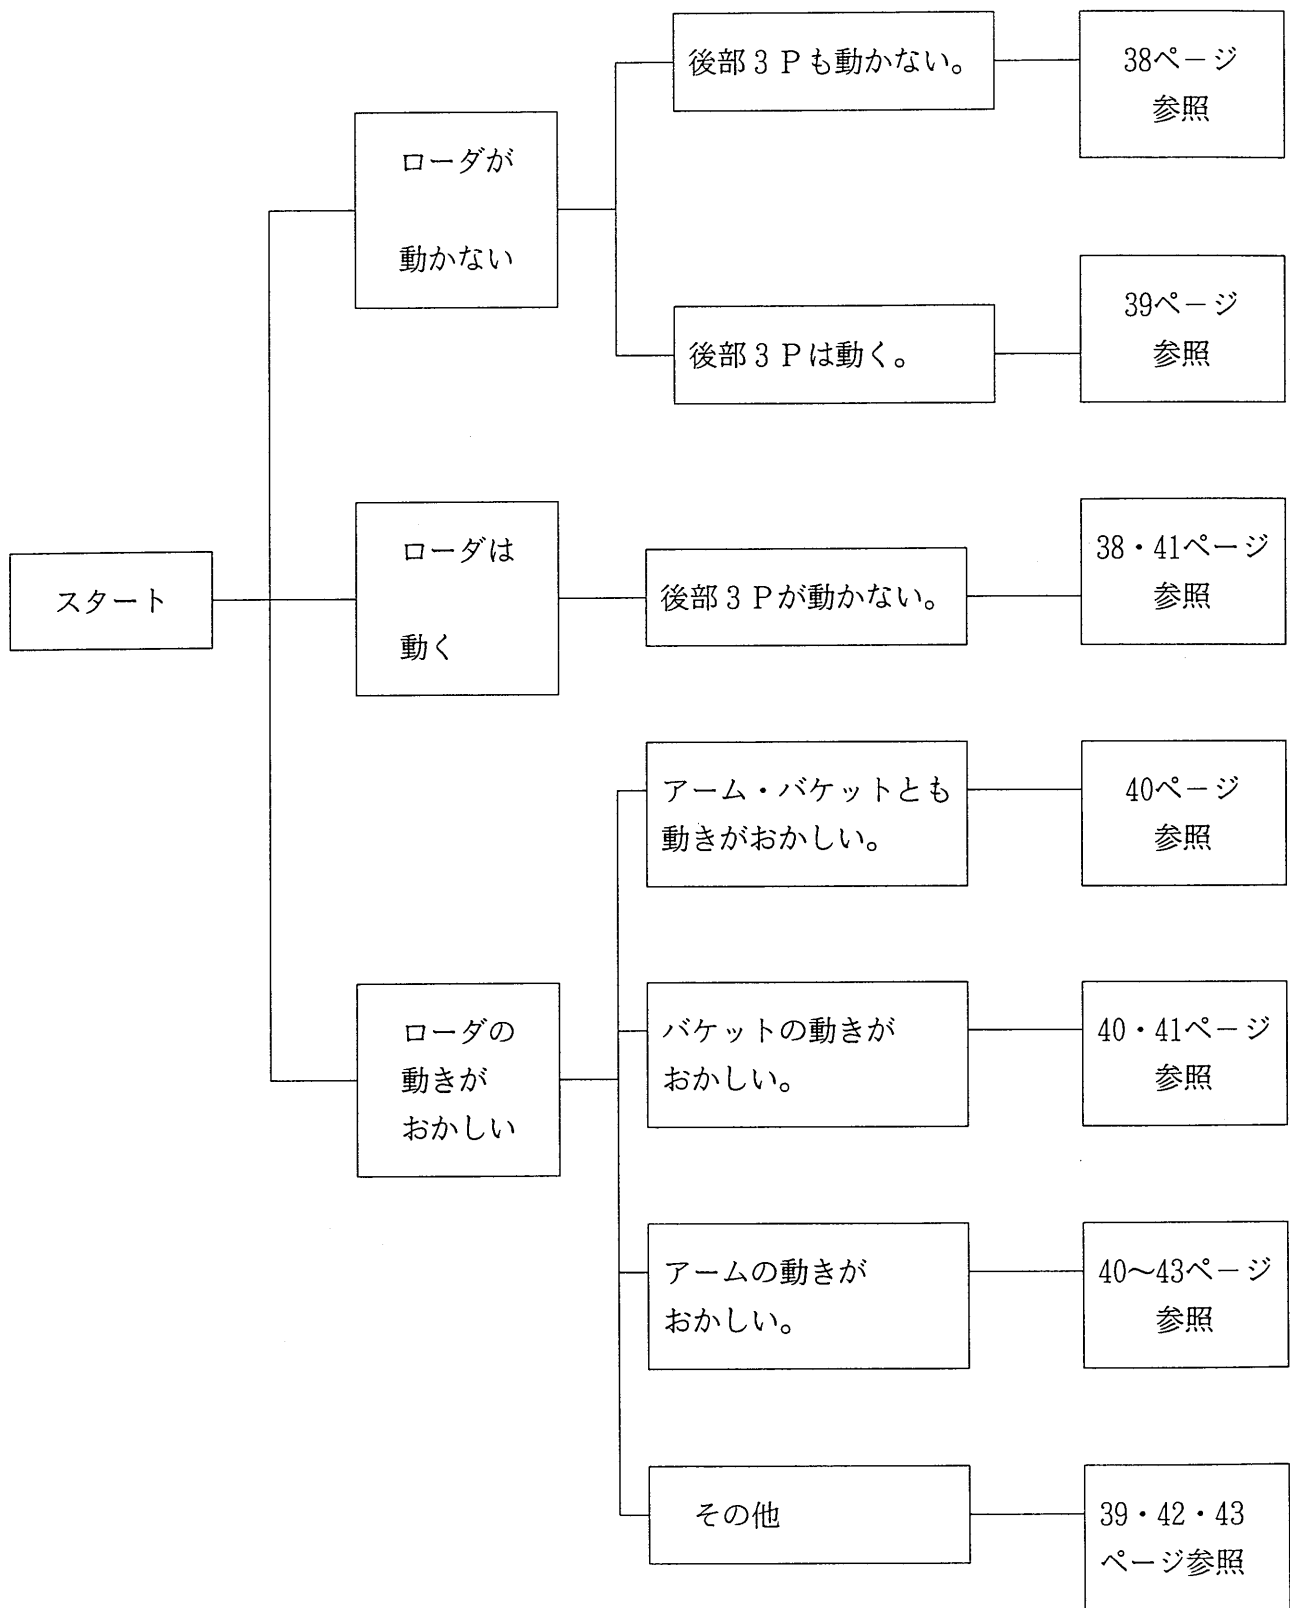 スタート
ローダが
動かない
後部3Pも動かない。
38ページ
参照
後部3Pは動く。
39ページ
参照
ローダは
動く
後部3Pが動かない。
38・41ページ
参照
ローダの
動きが
おかしい
アーム・バケットとも
動きがおかしい。
40ページ
参照
バケットの動きが
おかしい。
40・41ページ
参照
アームの動きが
おかしい。
40〜43ページ
参照
その他
39・42・43
ページ参照